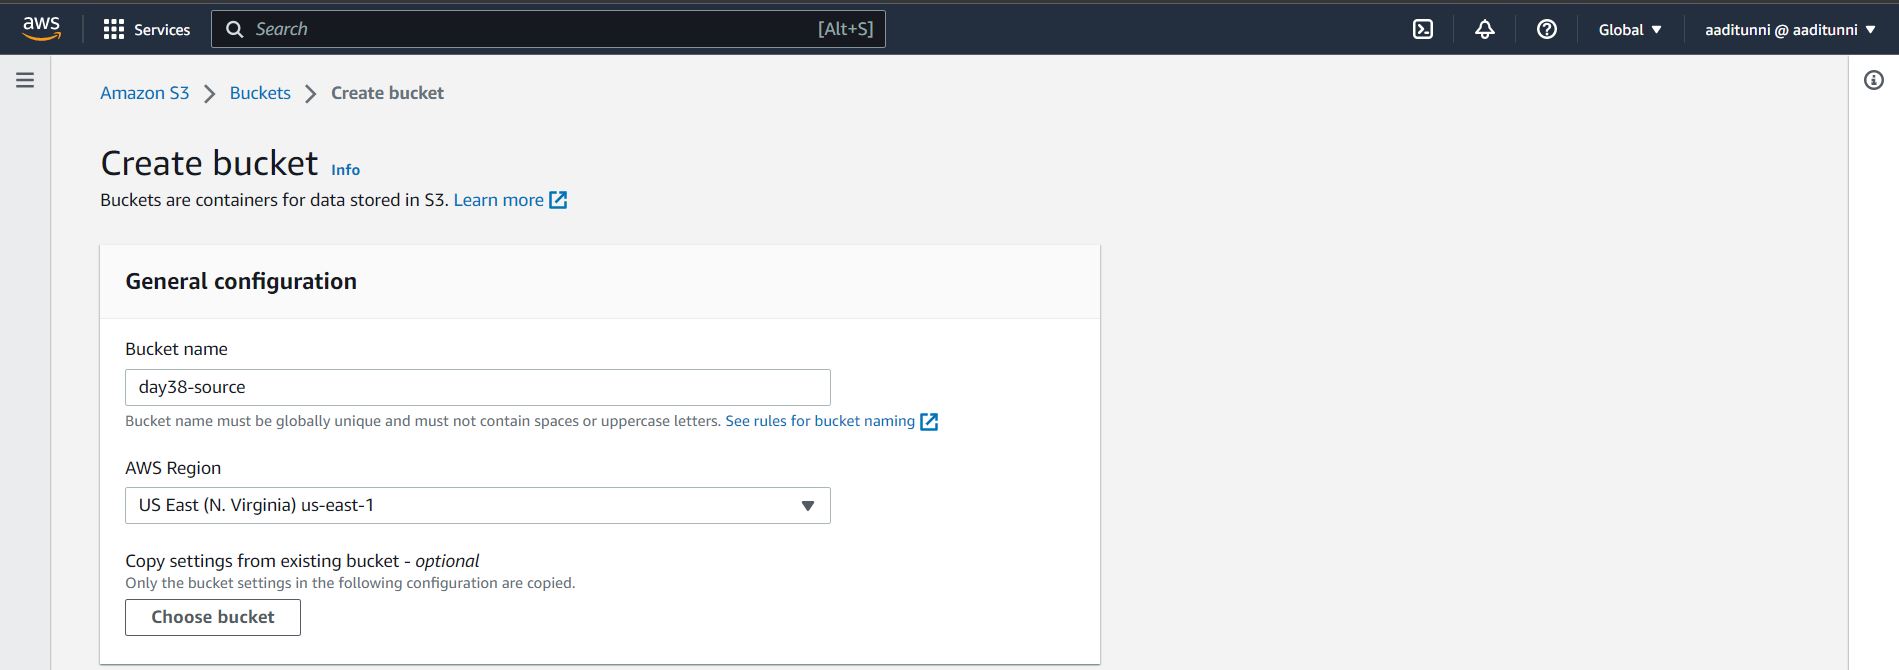 aws
Services
Search [Alt+S]
Global
aaditunni @ aaditunni
Amazon S3 Buckets Create bucket
Create bucket Info
Buckets are containers for data stored in S3. Learn more
General configuration
Bucket name
day38-source
Bucket name must be globally unique and must not contain spaces or uppercase letters. See rules for bucket naming
AWS Region
US East (N. Virginia) us-east-1
Copy settings from existing bucket - optional
Only the bucket settings in the following configuration are copied.
Choose bucket